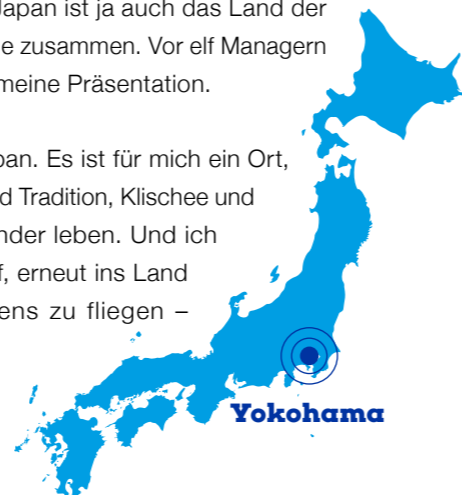 Japan ist ja auch das Land der
e zusammen. Vor elf Managern
meine Präsentation.
pan. Es ist für mich ein Ort,
d Tradition, Klischee und
nder leben. Und ich
f, erneut ins Land
ens zu fliegen –
Yokohama